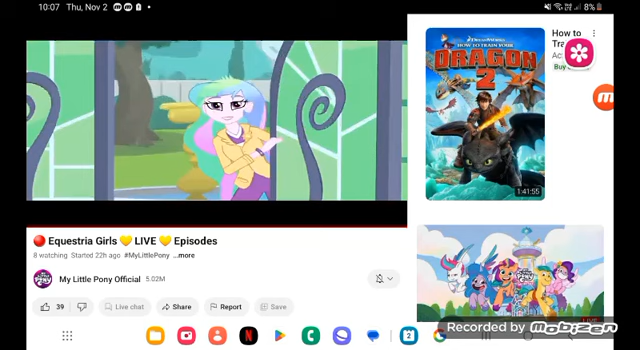 10:07 Thu, Nov 2
8%
DREAMWORKS
HOW TO TRAIN YOUR
DRAGON
2
1:41:55
How to
Tra
Ac
Buy
Equestria Girls 💛 LIVE 💛 Episodes
8 watching Started 22h ago #MyLittlePony ...more
My Little Pony Official 5.02M
39 Live chat Share Report Save
Recorded by Mobizen